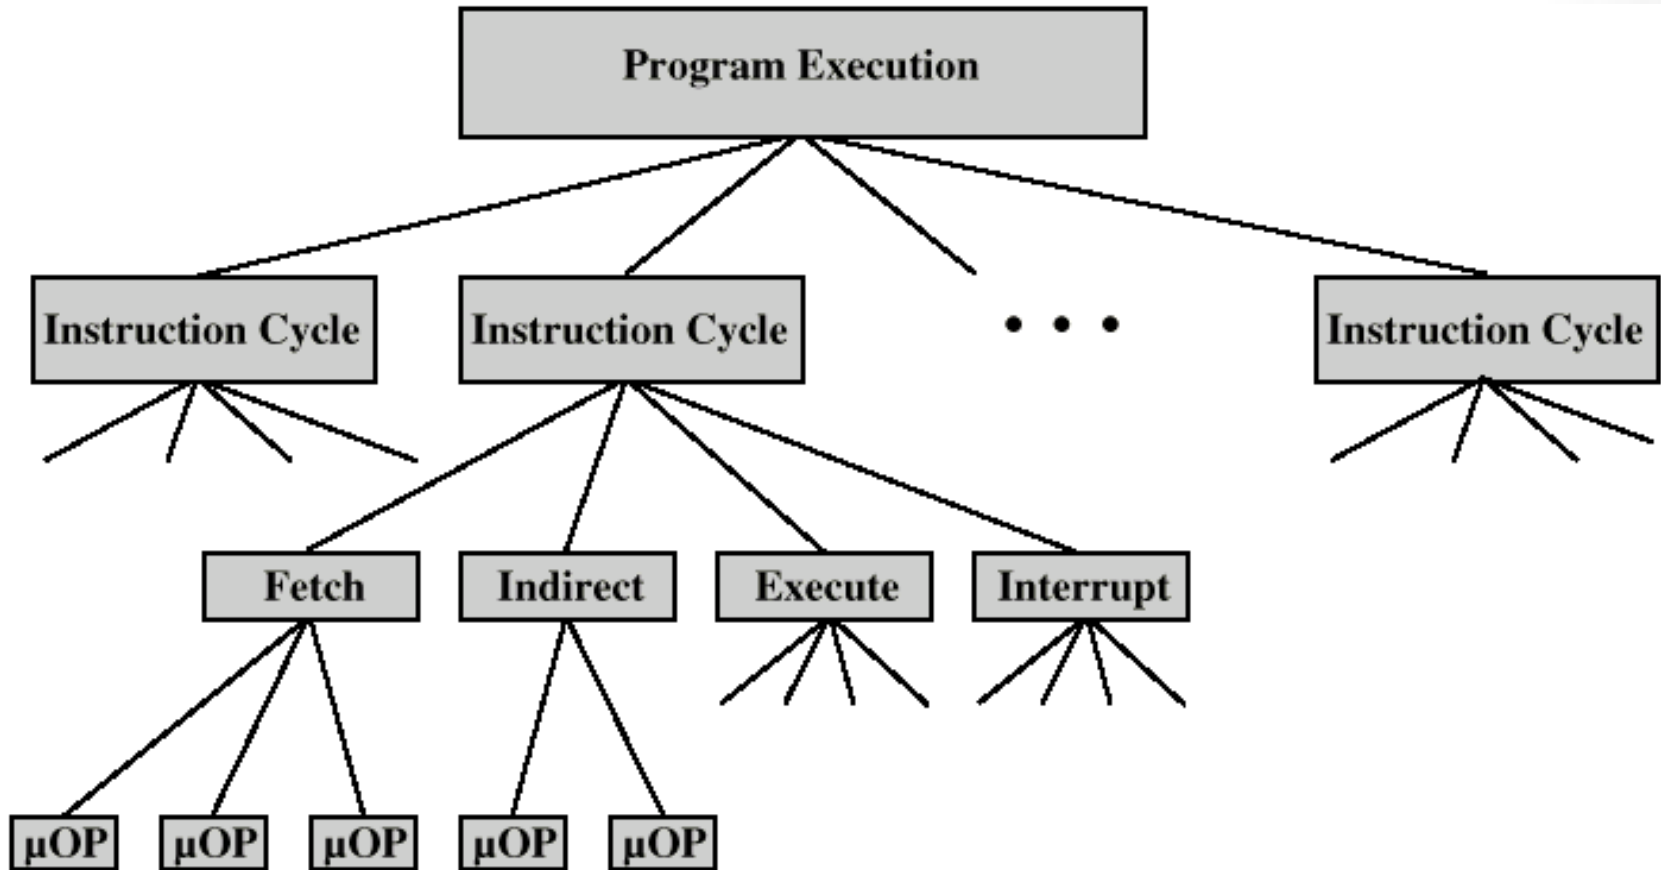 Program Execution
Instruction Cycle
Instruction Cycle
• • •
Instruction Cycle
Fetch
Indirect
Execute
Interrupt
µOP
µOP
µOP
µOP
µOP